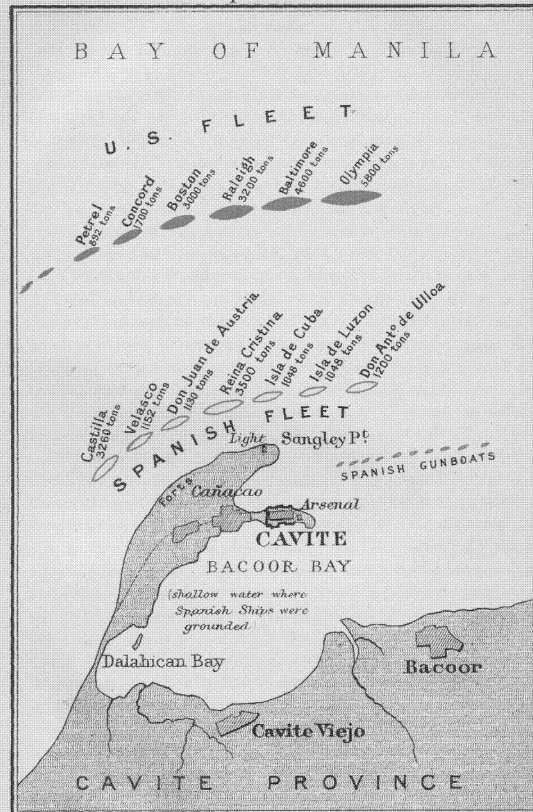 BAY OF MANILA
U.S. FLEET
Petrel
892 tons
Concord
1700 tons
Boston
3000 tons
Raleigh
3200 tons
Baltimore
4600 tons
Olympia
5800 tons
Castilla
3260 tons
Velasco
1152 tons
Don Juan de Austria
1130 tons
Reina Cristina
3500 tons
Isla de Cuba
1048 tons
Isla de Luzon
1048 tons
Don Antº de Ulloa
1200 tons
SPANISH FLEET
Light
Sangley Pt.
SPANISH GUNBOATS
Forts
Cañacao
Arsenal
CAVITE
BACOOR BAY
(shallow water where
Spanish Ships were
grounded)
Dalahican Bay
Bacoor
Cavite Viejo
CAVITE PROVINCE